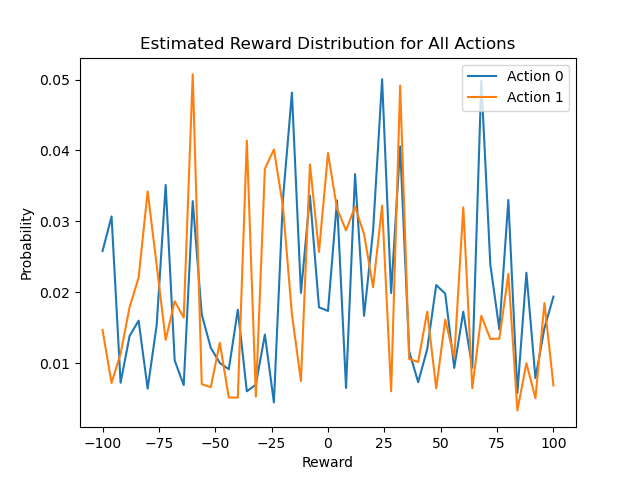 Estimated Reward Distribution for All Actions
Action 0
Action 1
0.05
0.04
0.03
0.02
0.01
Probability
−100
−75
−50
−25
0
25
50
75
100
Reward